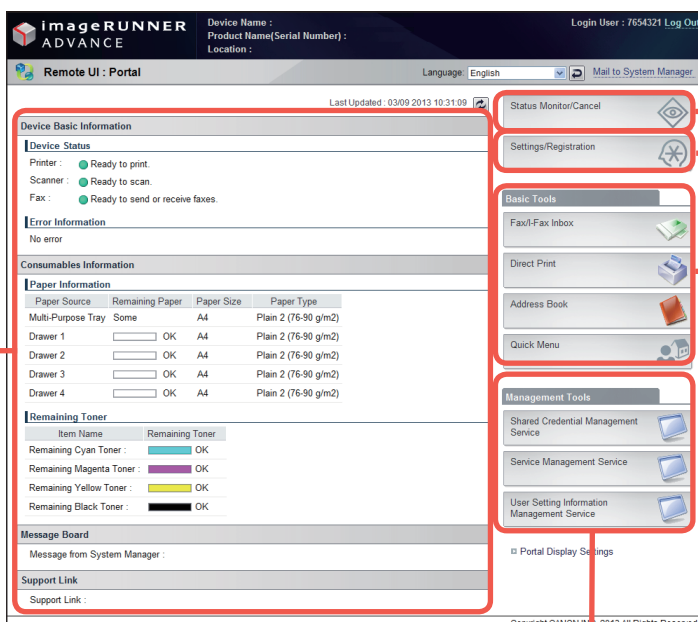 imageRUNNER
ADVANCE
Device Name :
Product Name(Serial Number) :
Location :
Login User : 7654321 Log Out
Remote UI : Portal
Language: English
Mail to System Manager
Last Updated : 03/09 2013 10:31:09
Device Basic Information
Device Status
Printer : Ready to print.
Scanner : Ready to scan.
Fax : Ready to send or receive faxes.
Error Information
No error
Consumables Information
Paper Information
Paper Source Remaining Paper Paper Size Paper Type
Multi-Purpose Tray Some A4 Plain 2 (76-90 g/m2)
Drawer 1 OK A4 Plain 2 (76-90 g/m2)
Drawer 2 OK A4 Plain 2 (76-90 g/m2)
Drawer 3 OK A4 Plain 2 (76-90 g/m2)
Drawer 4 OK A4 Plain 2 (76-90 g/m2)
Remaining Toner
Item Name Remaining Toner
Remaining Cyan Toner : OK
Remaining Magenta Toner : OK
Remaining Yellow Toner : OK
Remaining Black Toner : OK
Message Board
Message from System Manager :
Support Link
Support Link :
Status Monitor/Cancel
Settings/Registration
Basic Tools
Fax/I-Fax Inbox
Direct Print
Address Book
Quick Menu
Management Tools
Shared Credential Management
Service
Service Management Service
User Setting Information
Management Service
Portal Display Settings